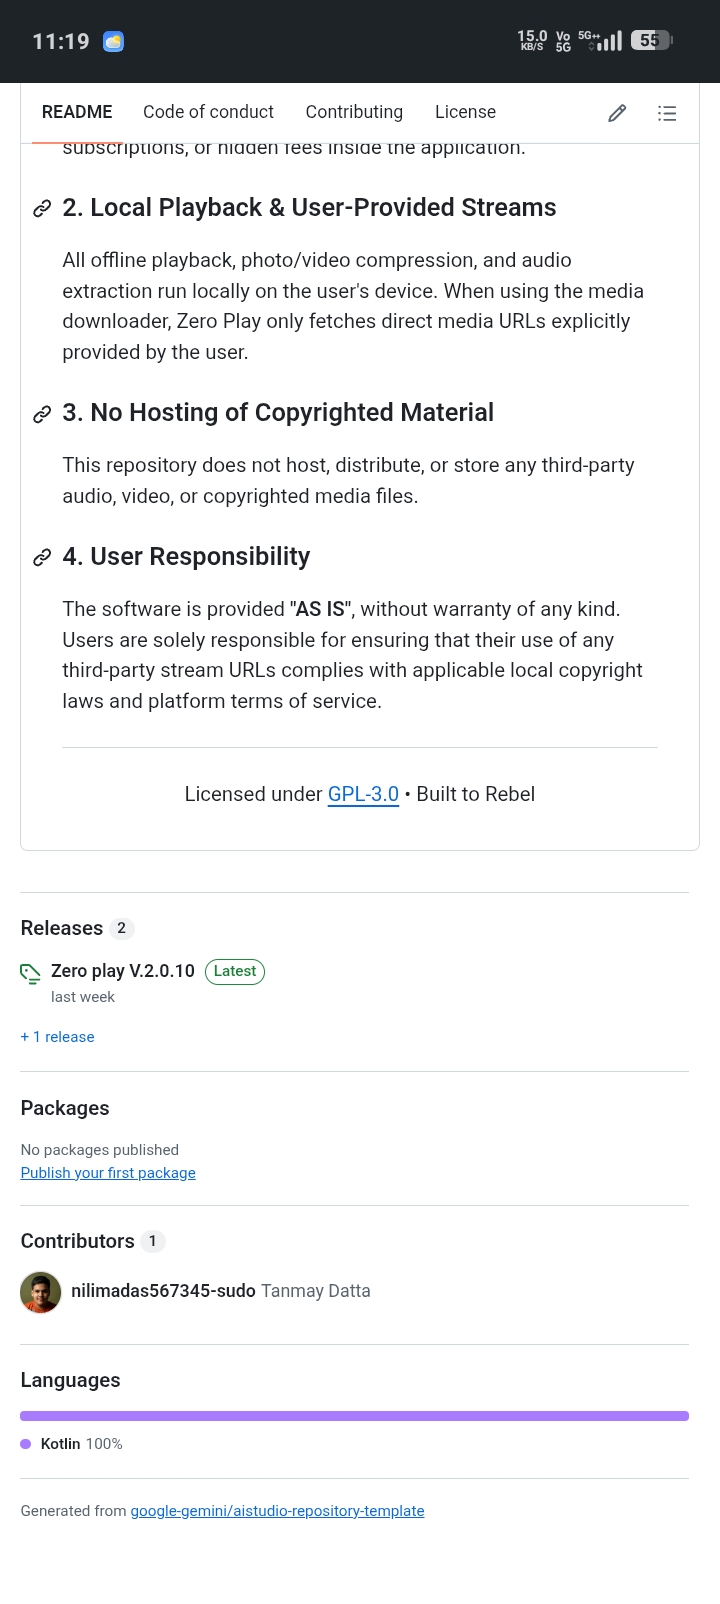 11:19
15.0 KB/S Vo 5G 5G++ 55
README Code of conduct Contributing License
subscriptions, or hidden fees inside the application.
2. Local Playback & User-Provided Streams
All offline playback, photo/video compression, and audio
extraction run locally on the user's device. When using the media
downloader, Zero Play only fetches direct media URLs explicitly
provided by the user.
3. No Hosting of Copyrighted Material
This repository does not host, distribute, or store any third-party
audio, video, or copyrighted media files.
4. User Responsibility
The software is provided "AS IS", without warranty of any kind.
Users are solely responsible for ensuring that their use of any
third-party stream URLs complies with applicable local copyright
laws and platform terms of service.
Licensed under GPL-3.0 • Built to Rebel
Releases 2
Zero play V.2.0.10 Latest
last week
+ 1 release
Packages
No packages published
Publish your first package
Contributors 1
nilimadas567345-sudo Tanmay Datta
Languages
Kotlin 100%
Generated from google-gemini/aistudio-repository-template